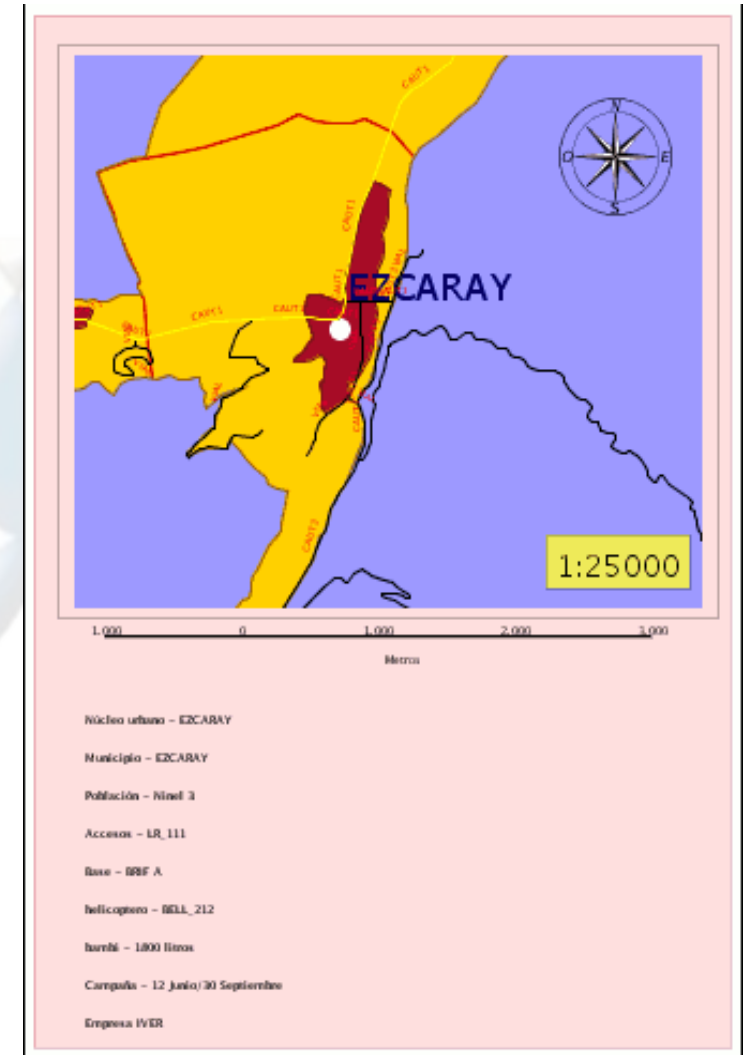 CAUT1
N
O
E
S
CAUT1
EZCARAY
CAUT1
CAUT2
1:25000
1.000 0 1.000 2.000 3.000
Metros
Núcleo urbano – EZCARAY
Municipio – EZCARAY
Población – Ninel 3
Accesos – LR_111
Base – BRIF A
helicoptero – BELL_212
bambi – 1800 litros
Campaña – 12 Junio/30 Septiembre
Empresa IVER